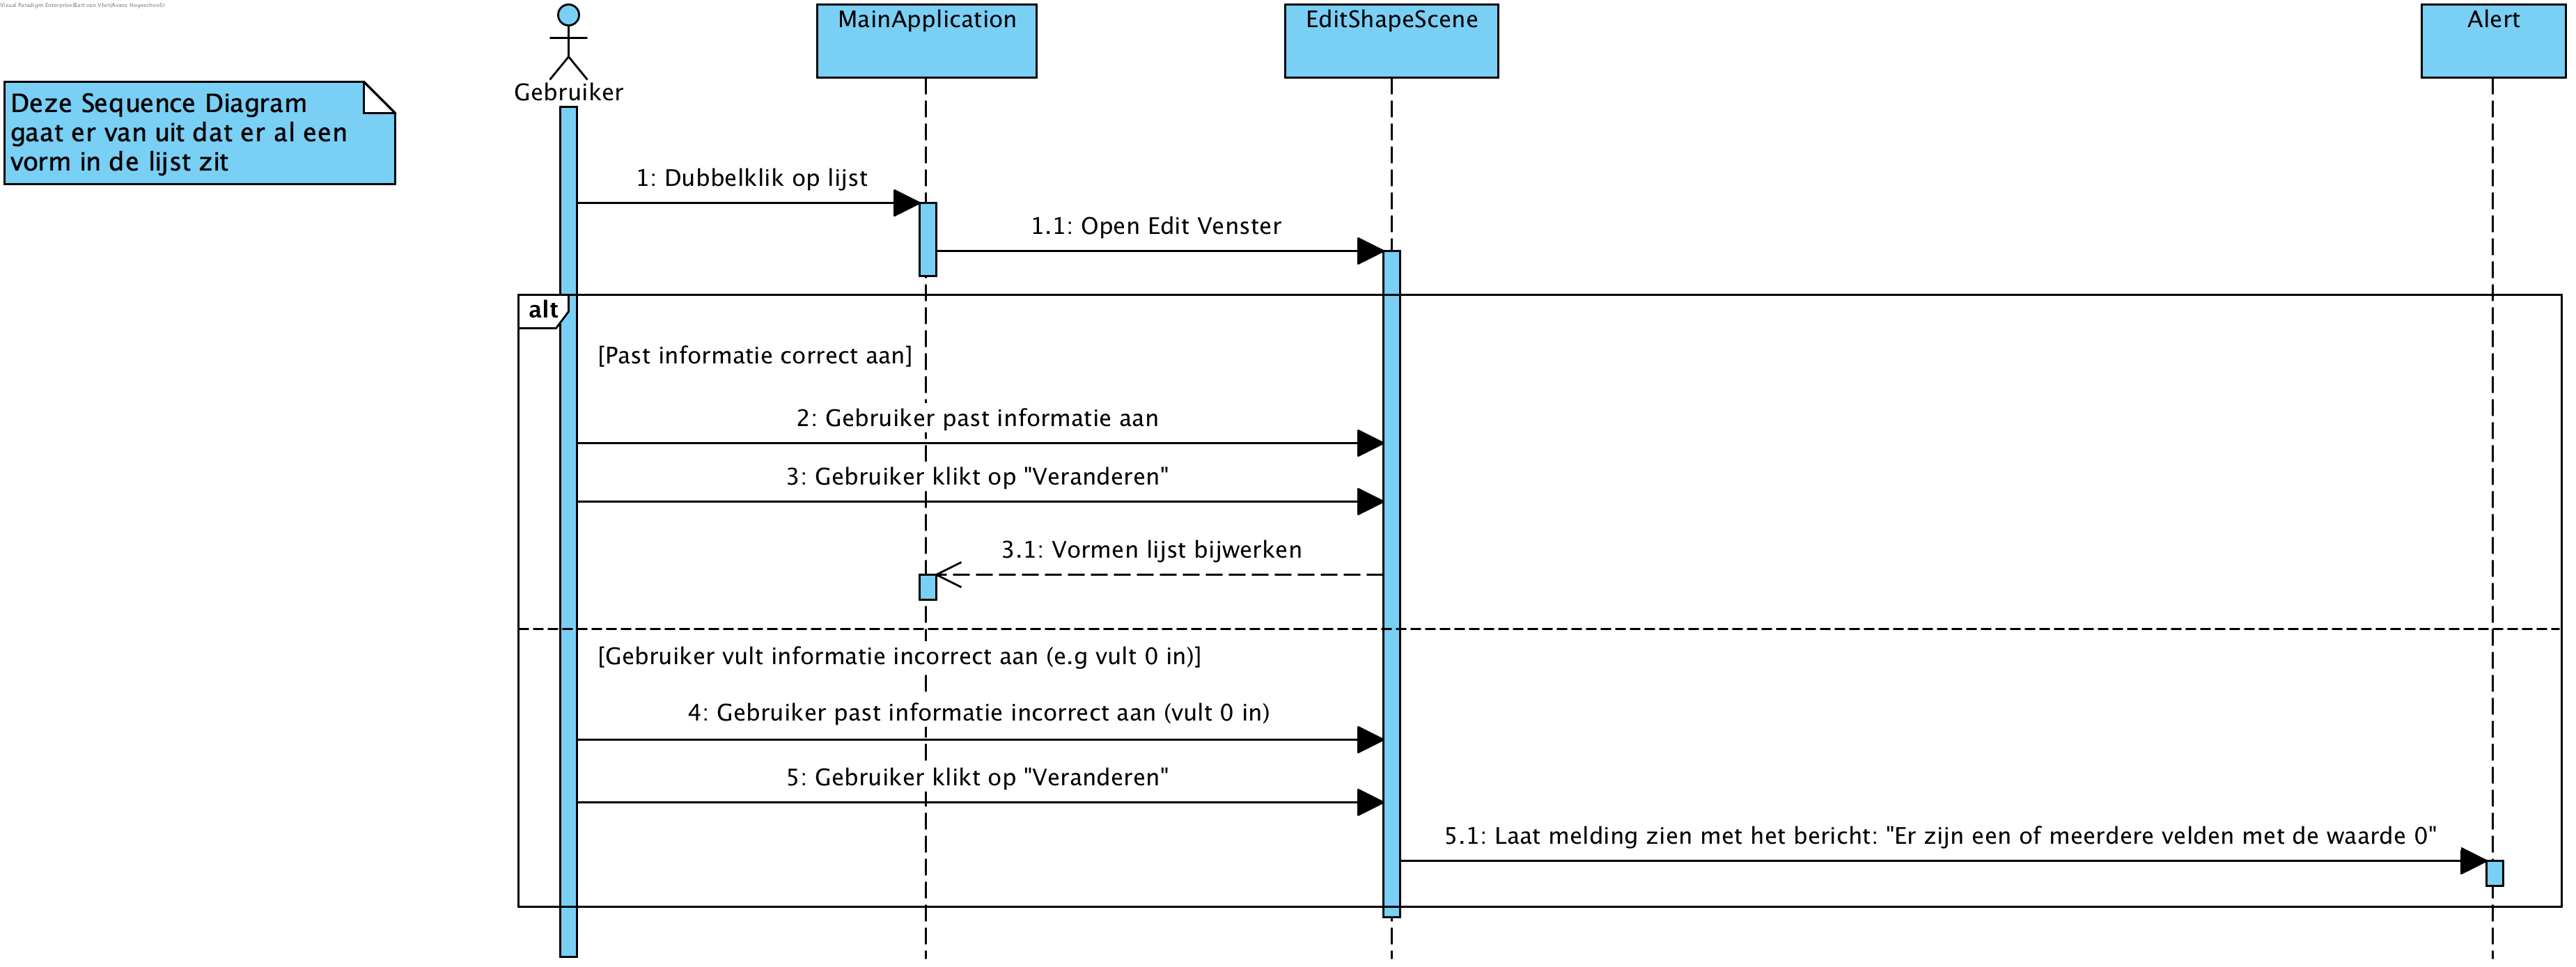 Visual Paradigm Enterprise(Bart van Vliet(Avans Hogeschool))
MainApplication
EditShapeScene
Alert
Gebruiker
Deze Sequence Diagram
gaat er van uit dat er al een
vorm in de lijst zit
1: Dubbelklik op lijst
1.1: Open Edit Venster
alt
[Past informatie correct aan]
2: Gebruiker past informatie aan
3: Gebruiker klikt op "Veranderen"
3.1: Vormen lijst bijwerken
[Gebruiker vult informatie incorrect aan (e.g vult 0 in)]
4: Gebruiker past informatie incorrect aan (vult 0 in)
5: Gebruiker klikt op "Veranderen"
5.1: Laat melding zien met het bericht: "Er zijn een of meerdere velden met de waarde 0"